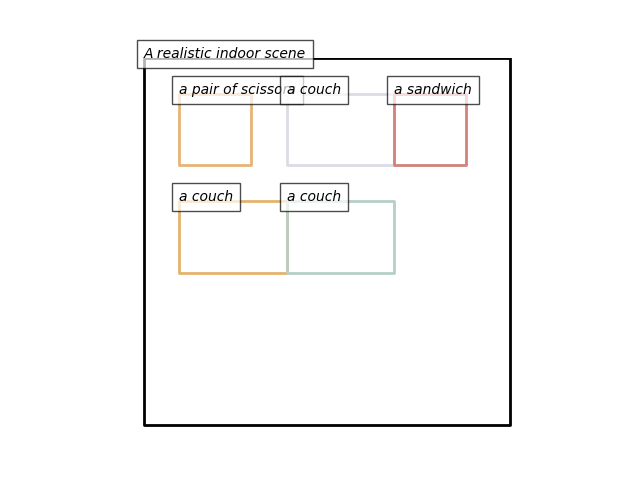 A realistic indoor scene
a pair of scissors
a couch
a sandwich
a couch
a couch